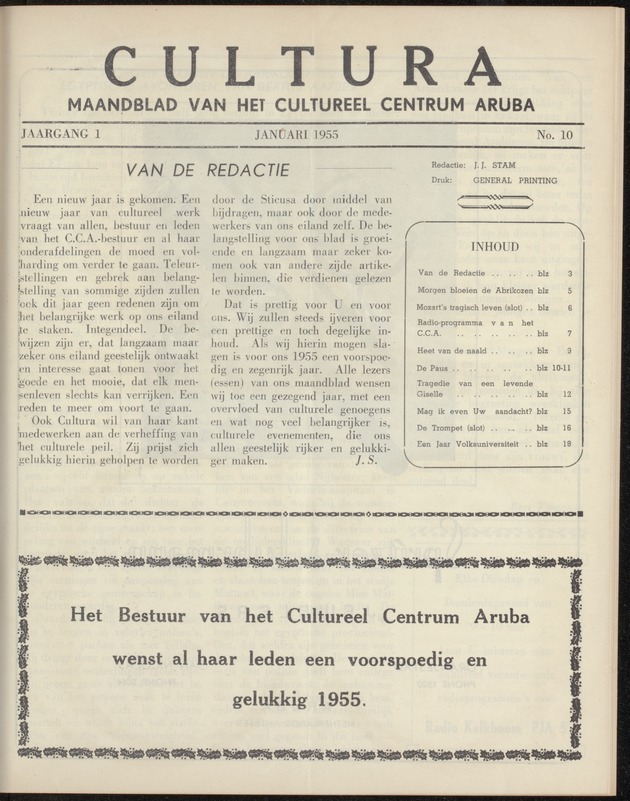 CULTURA
MAANDBLAD VAN HET CULTUREEL CENTRUM ARUBA
JAARGANG 1 JANUARI 1955 No. 10
VAN DE REDACTIE
Een nieuw jaar is gekomen. Een
nieuw jaar van cultureel werk
vraagt van allen, bestuur en leden
van het C.C.A.-bestuur en al haar
onderafdelingen de moed en vol-
harding om verder te gaan. Teleur-
stellingen en gebrek aan belang-
stelling van sommige zijden zullen
ook dit jaar geen redenen zijn om
het belangrijke werk op ons eiland
te staken. Integendeel. De be-
wijzen zijn er, dat langzaam maar
zeker ons eiland geestelijk ontwaakt
en interesse gaat tonen voor het
goede en het mooie, dat elk men-
senleven slechts kan verrijken. Een
reden te meer om voort te gaan.
Ook Cultura wil van haar kant
medewerken aan de verheffing van
het culturele peil. Zij prijst zich
gelukkig hierin geholpen te worden
door de Sticusa door middel van
bijdragen, maar ook door de mede-
werkers van ons eiland zelf. De be-
langstelling voor ons blad is groei-
ende en langzaam maar zeker ko-
men ook van andere zijde artike-
len binnen, die verdienen gelezen
te worden.
Dat is prettig voor U en voor
ons. Wij zullen steeds ijveren voor
een prettige en toch degelijke in-
houd. Als wij hierin mogen sla-
gen is voor ons 1955 een voorspoe-
dig en zegenrijk jaar. Alle lezers
(essen) van ons maandblad wensen
wij toe een gezegend jaar, met een
overvloed van culturele genoegens
en wat nog veel belangrijker is,
culturele evenementen, die ons
allen geestelijk rijker en gelukki-
ger maken. J. S.
Redactie: J. J. STAM
Druk: GENERAL PRINTING
INHOUD
Van de Redactie .. .. .. blz 3
Morgen bloeien de Abrikozen blz 5
Mozart's tragisch leven (slot) .. blz 6
Radio-programma van het
C.C.A. .. .. .. .. .. blz 7
Heet van de naald .. .. blz 9
De Paus .. .. .. .. .. blz 10-11
Tragedie van een levende
Giselle .. .. .. .. .. blz 12
Mag ik even Uw aandacht? blz 15
De Trompet (slot) .. .. .. blz 16
Een Jaar Volksuniversiteit .. blz 18
Het Bestuur van het Cultureel Centrum Aruba
wenst al haar leden een voorspoedig en
gelukkig 1955.